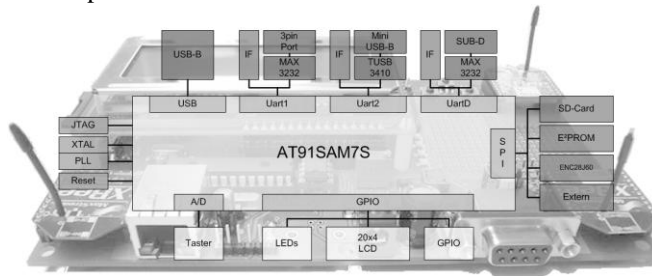 USB-B
IF
3pin
Port
MAX
3232
IF
Mini
USB-B
TUSB
3410
IF
SUB-D
MAX
3232
USB
Uart1
Uart2
UartD
JTAG
XTAL
PLL
Reset
AT91SAM7S
SPI
SD-Card
E²PROM
ENC28J60
Extern
A/D
GPIO
Taster
LEDs
20x4
LCD
GPIO